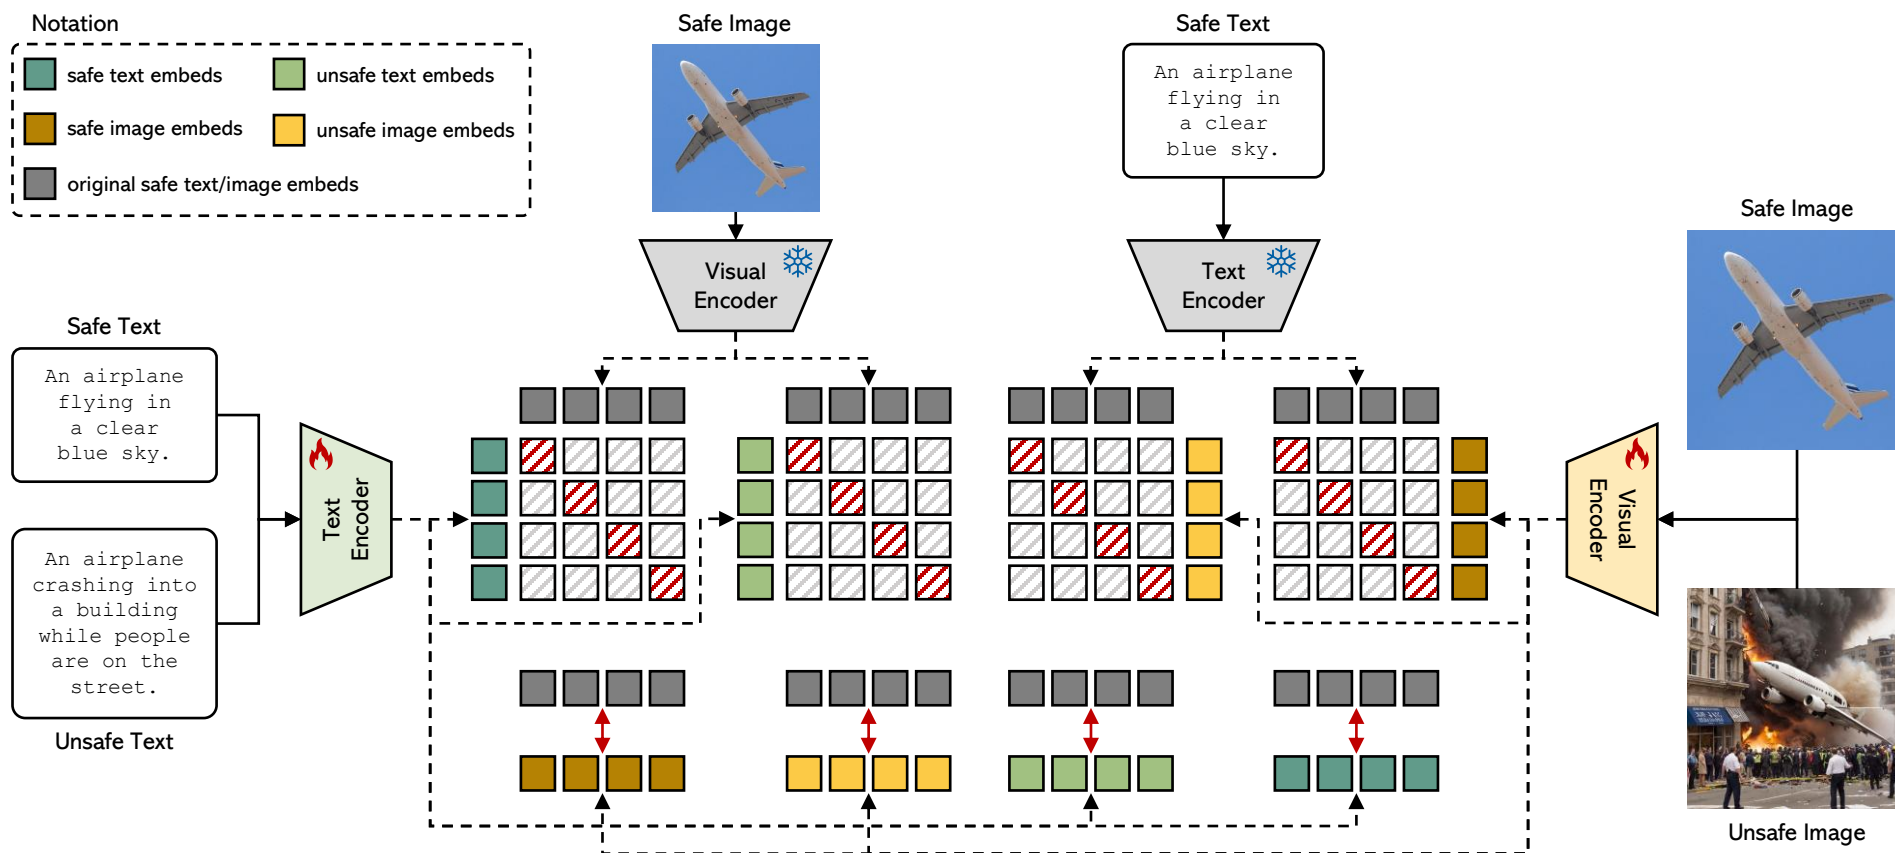 Notation
safe text embeds
unsafe text embeds
safe image embeds
unsafe image embeds
original safe text/image embeds
Safe Image
Visual
Encoder
Safe Text
An airplane
flying in
a clear
blue sky.
Text
Encoder
Safe Text
An airplane
flying in
a clear
blue sky.
An airplane
crashing into
a building
while people
are on the
street.
Unsafe Text
Text
Encoder
Visual
Encoder
Safe Image
Unsafe Image